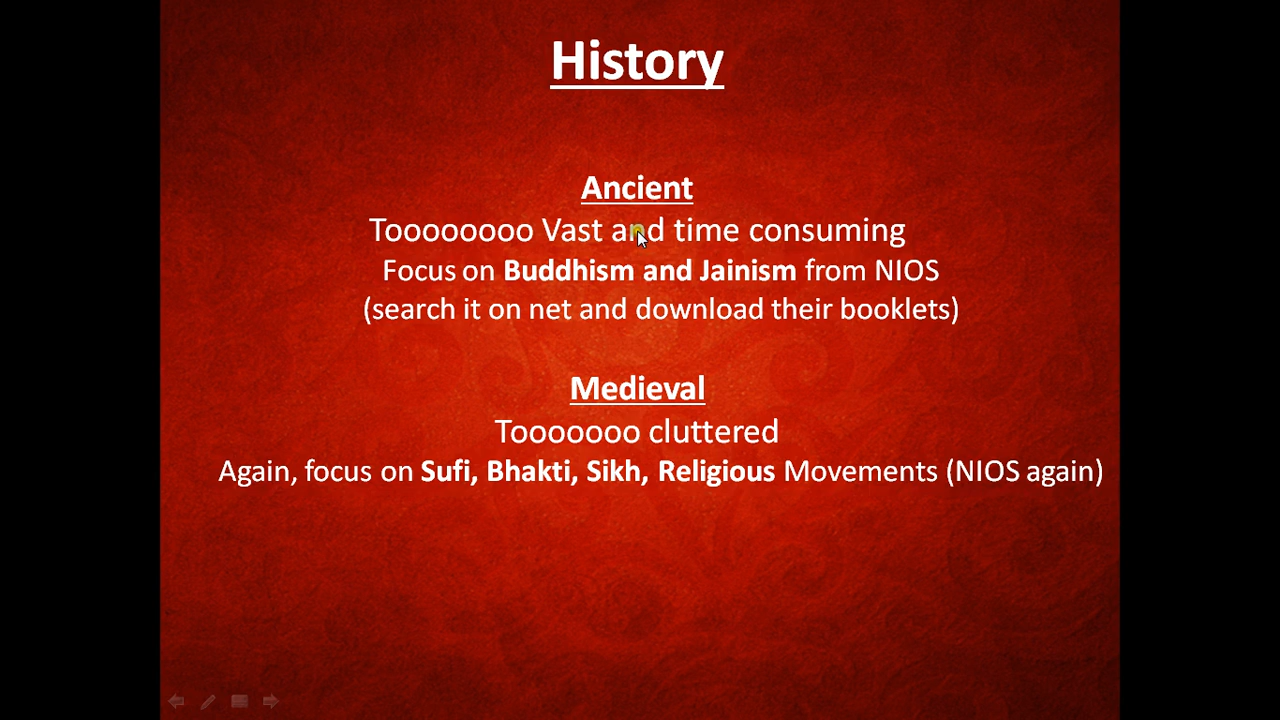 History
Ancient
Toooooooo Vast and time consuming
Focus on Buddhism and Jainism from NIOS
(search it on net and download their booklets)
Medieval
Tooooooo cluttered
Again, focus on Sufi, Bhakti, Sikh, Religious Movements (NIOS again)